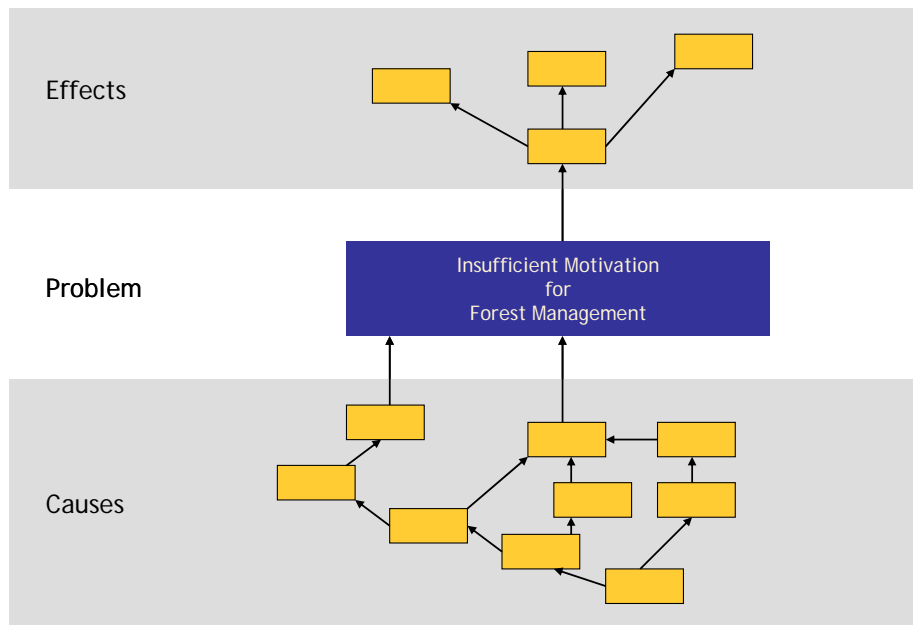 Effects
Problem
Insufficient Motivation
for
Forest Management
Causes